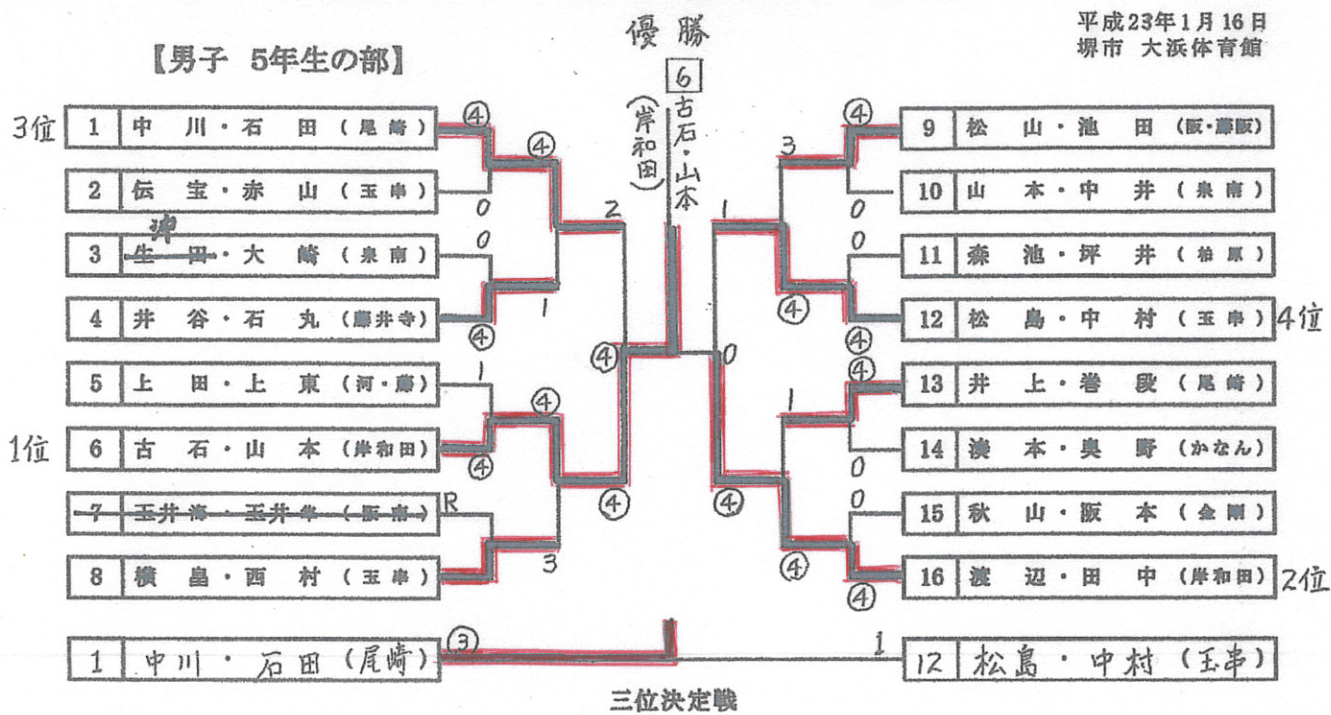 平成23年1月16日
堺市 大浜体育館
【男子 5年生の部】
優勝
6
古石・山本
(岸和田)
3位 1 中川・石田 (尾崎) ④ ④
2 伝宝・赤山 (玉串) 0
3 生田・大崎 (泉南) 0
4 井谷・石丸 (藤井寺) ④ 1
2
5 上田・上東 (河・藤) 1
1位 6 古石・山本 (岸和田) ④ ④
7 玉井海・玉井隼 (阪南) R
8 横畠・西村 (玉串) 3
④
④
④ 9 松山・池田 (阪・藤阪)
3
0 10 山本・中井 (泉南)
1
0 11 森池・坪井 (柏原)
④ ④ 12 松島・中村 (玉串) 4位
0
④ 13 井上・巻段 (尾崎)
1
0 14 湊本・奥野 (かなん)
④
0 15 秋山・阪本 (金剛)
④ ④ 16 渡辺・田中 (岸和田) 2位
1 中川・石田 (尾崎) ③
1 12 松島・中村 (玉串)
三位決定戦